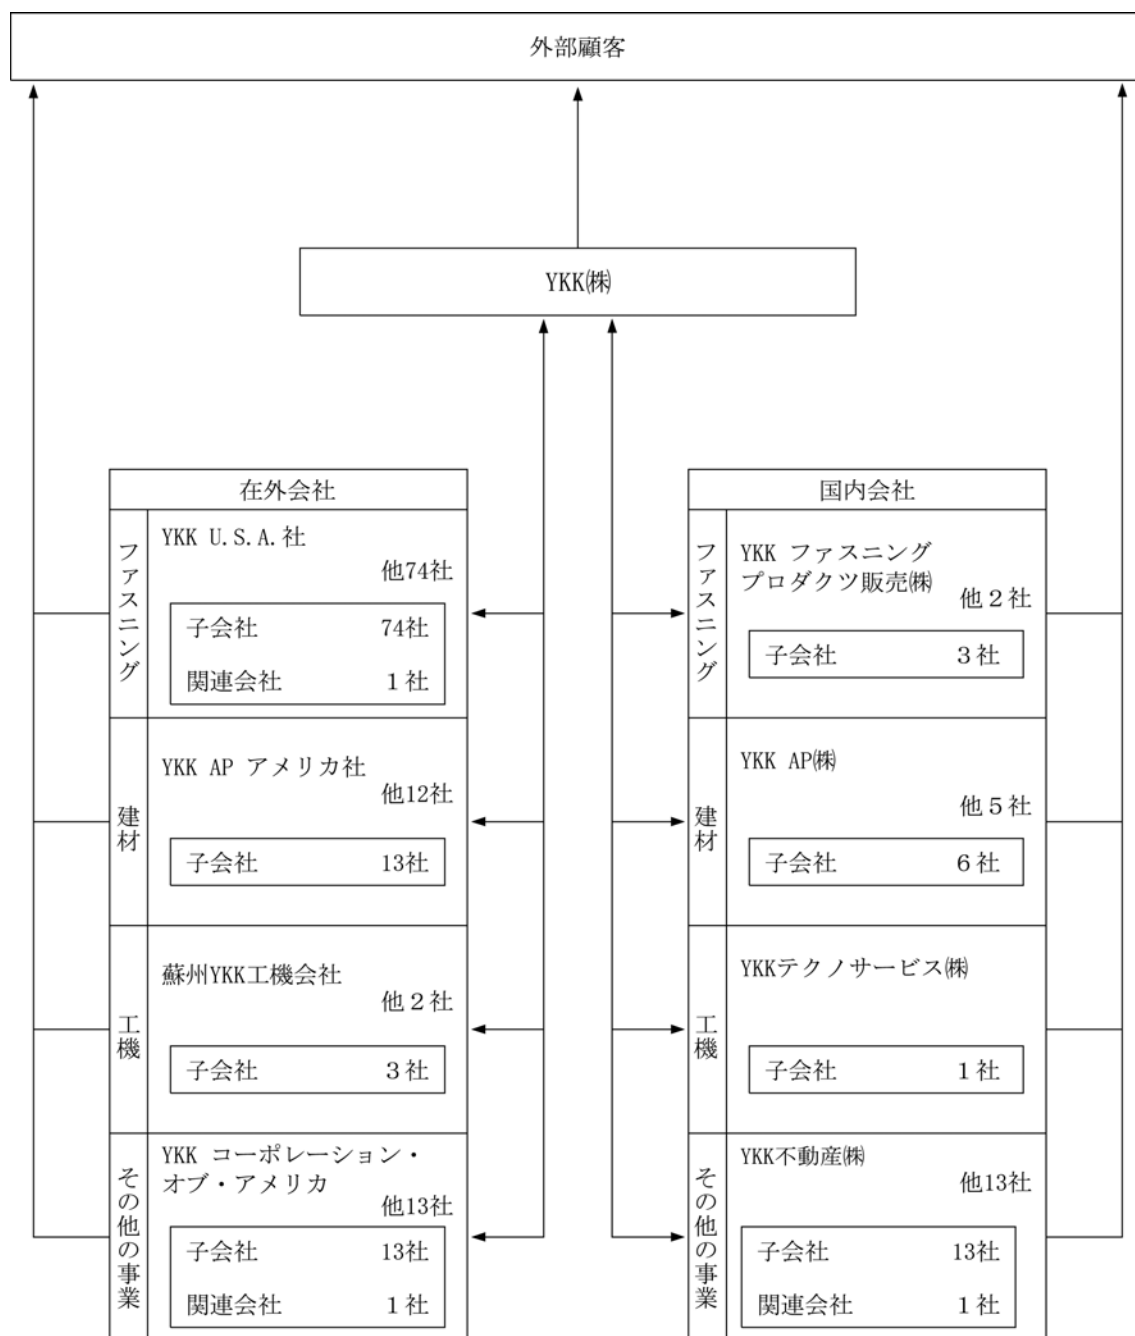 外部顧客
YKK㈱
在外会社
ファスニング
YKK U.S.A.社
他74社
子会社 74社
関連会社 1社
建材
YKK AP アメリカ社
他12社
子会社 13社
工機
蘇州YKK工機会社
他2社
子会社 3社
その他の事業
YKK コーポレーション・
オブ・アメリカ
他13社
子会社 13社
関連会社 1社
国内会社
ファスニング
YKK ファスニング
プロダクツ販売㈱
他2社
子会社 3社
建材
YKK AP㈱
他5社
子会社 6社
工機
YKKテクノサービス㈱
子会社 1社
その他の事業
YKK不動産㈱
他13社
子会社 13社
関連会社 1社